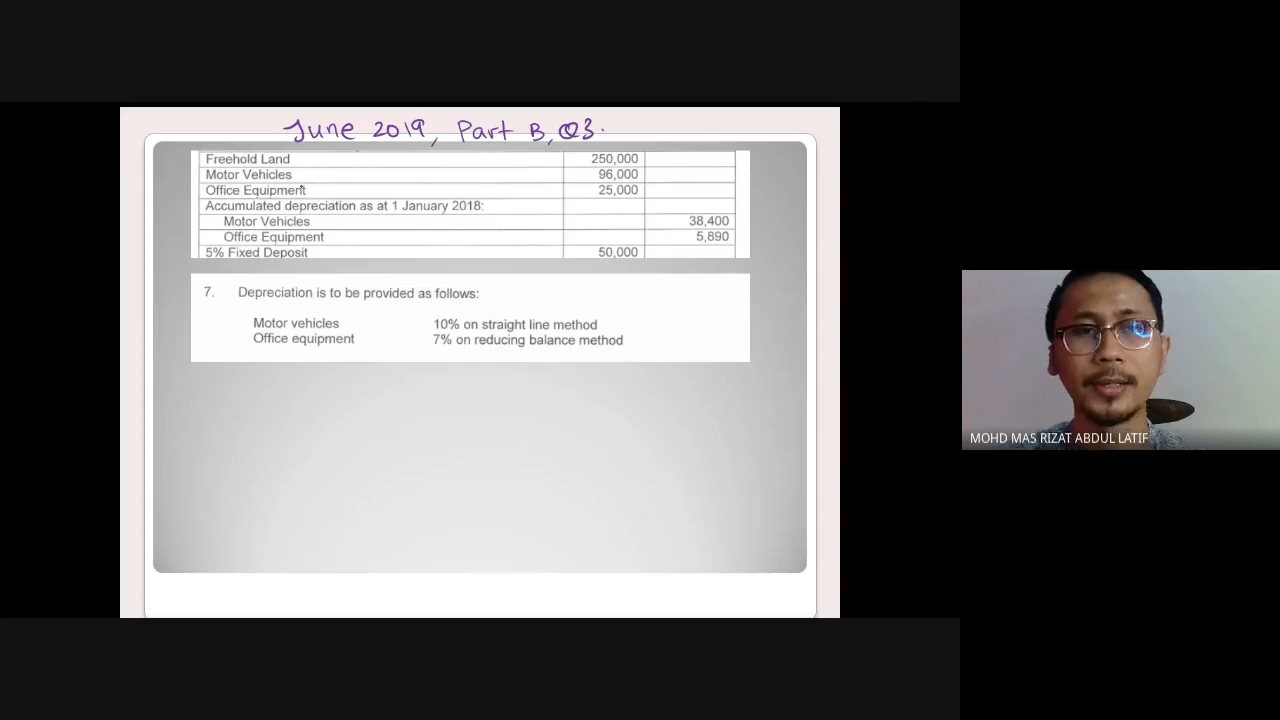 June 2019, Part B, Q3.
Freehold Land 250,000
Motor Vehicles 96,000
Office Equipment 25,000
Accumulated depreciation as at 1 January 2018:
Motor Vehicles 38,400
Office Equipment 5,890
5% Fixed Deposit 50,000
7. Depreciation is to be provided as follows:
Motor vehicles 10% on straight line method
Office equipment 7% on reducing balance method
MOHD MAS RIZAT ABDUL LATIF